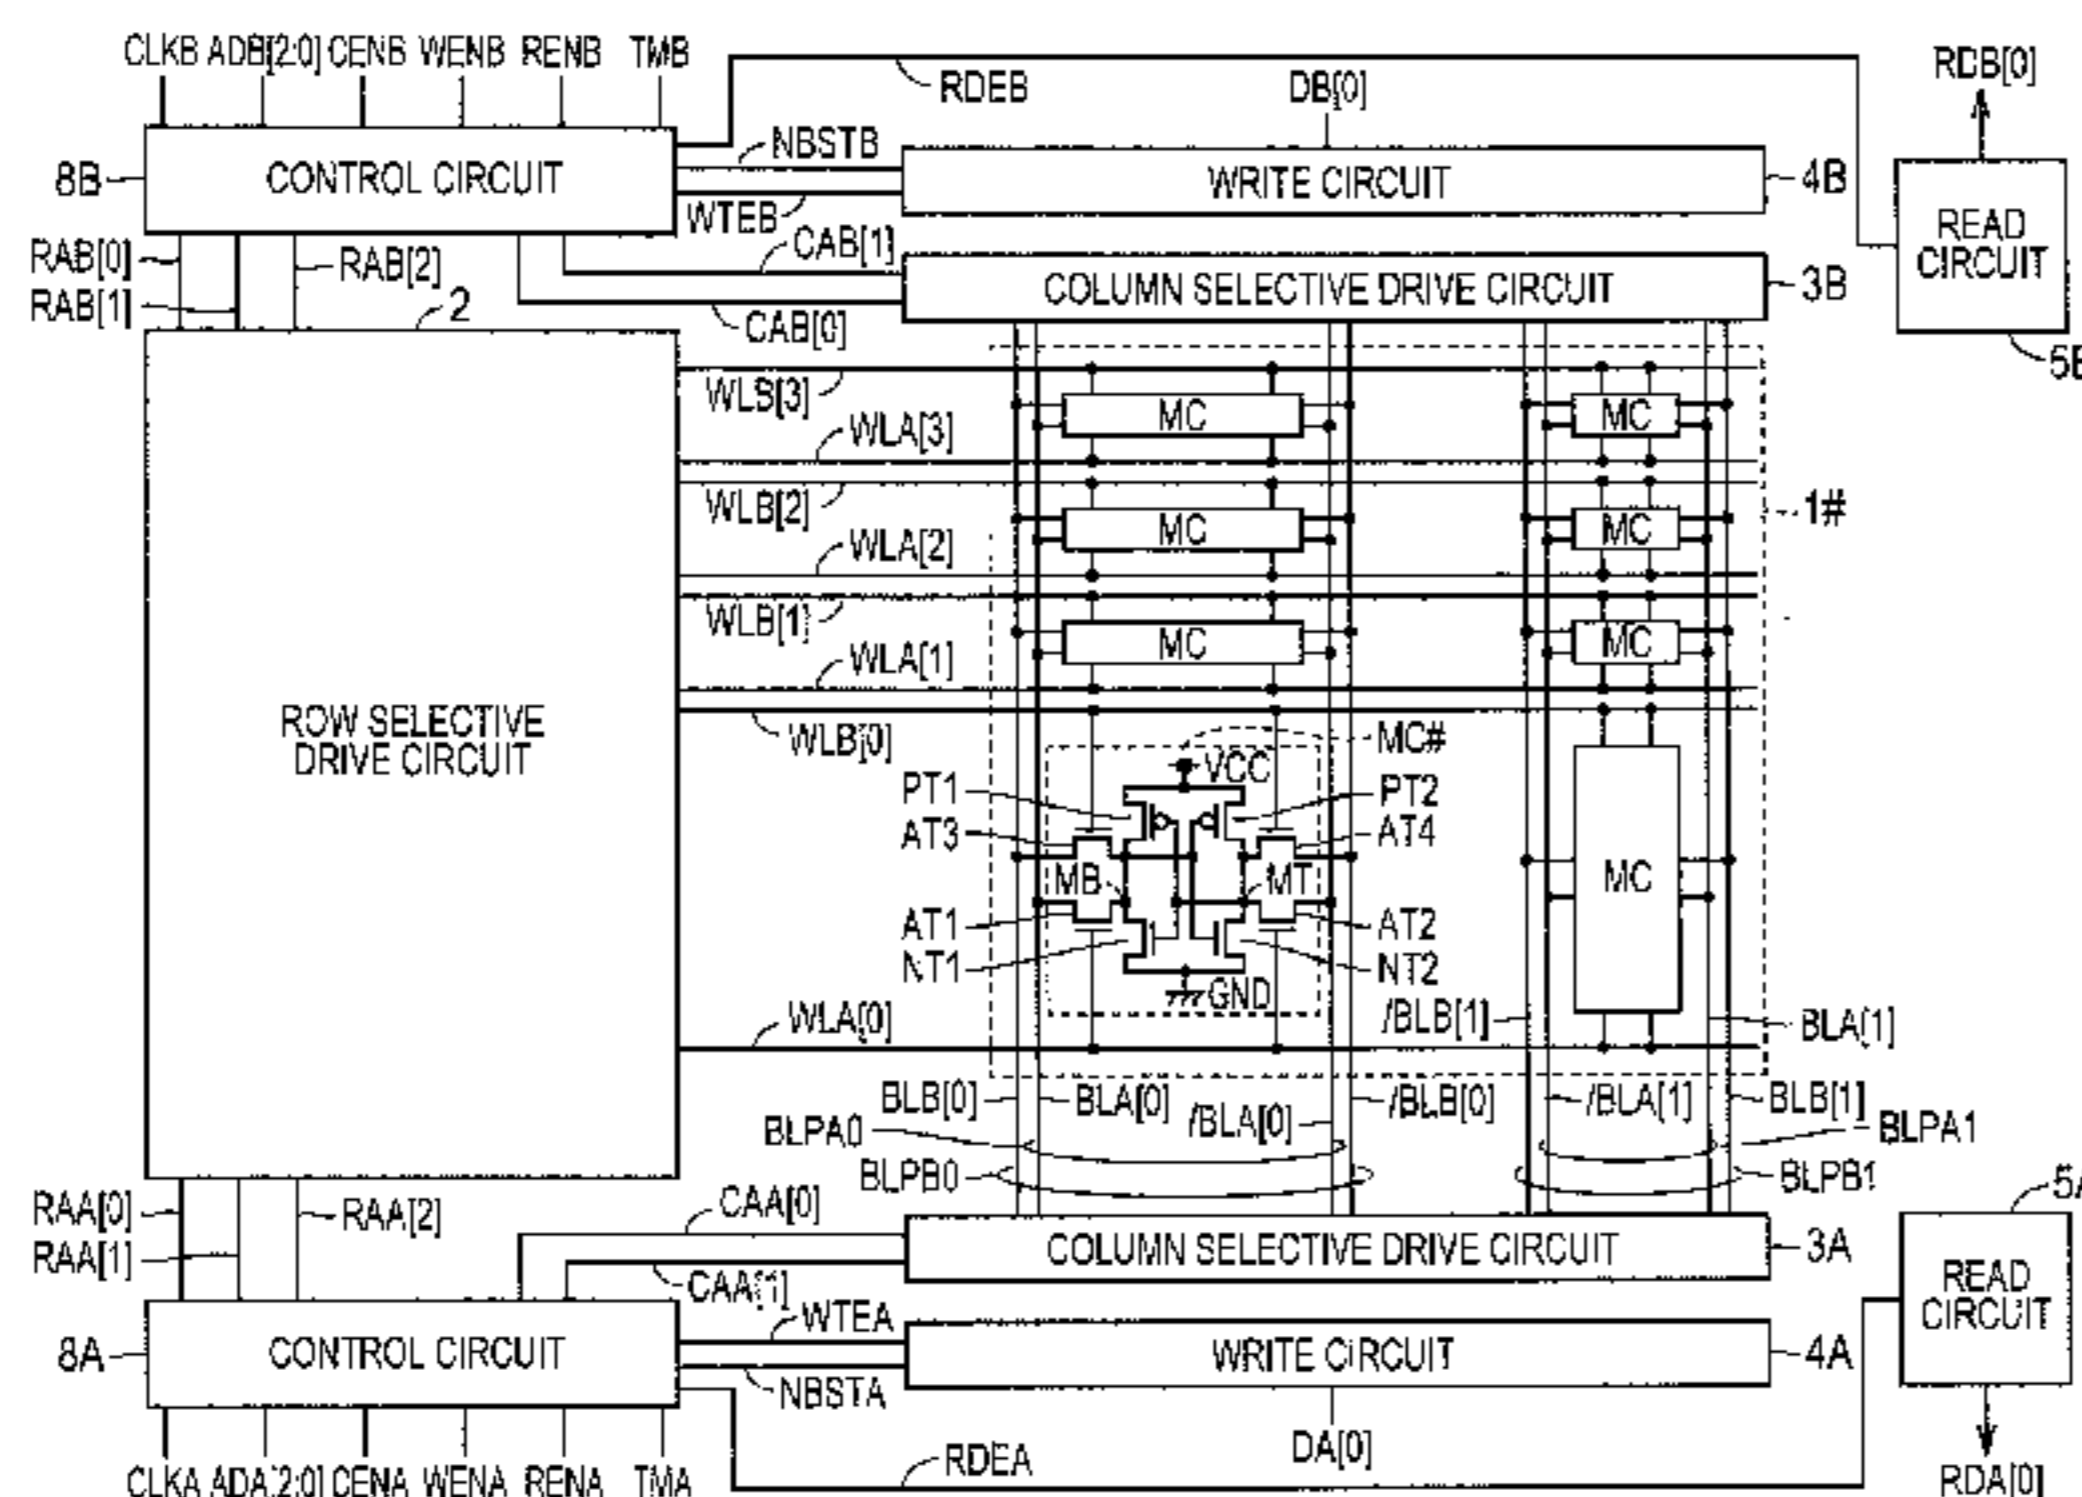 CLKB ADB[2:0] CENB WENB RENB TMB
RDEB
DB[0]
RDB[0]
NBSTB
8B
CONTROL CIRCUIT
WRITE CIRCUIT
4B
WTEB
READ
CIRCUIT
RAB[0]
RAB[2]
CAB[1]
RAB[1]
2
COLUMN SELECTIVE DRIVE CIRCUIT
3B
CAB[0]
5B
WLS[3]
MC
MC
WLA[3]
WLB[2]
MC
MC
1#
WLA[2]
WLB[1]
MC
MC
WLA[1]
ROW SELECTIVE
DRIVE CIRCUIT
WLB[0]
MC#
VCC
PT1
PT2
AT3
AT4
MB
MT
MC
AT1
AT2
NT1
NT2
GND
WLA[0]
/BLB[1]
BLA[1]
BLB[0]
BLA[0]
/BLA[0]
/BLB[0]
/BLA[1]
BLB[1]
BLPA0
BLPA1
BLPB0
BLPB1
RAA[0]
RAA[2]
CAA[0]
5A
RAA[1]
COLUMN SELECTIVE DRIVE CIRCUIT
3A
CAA[1]
READ
CIRCUIT
WTEA
8A
CONTROL CIRCUIT
WRITE CIRCUIT
4A
NBSTA
DA[0]
RDEA
CLKA ADA[2:0] CENA WENA RENA TMA
RDA[0]